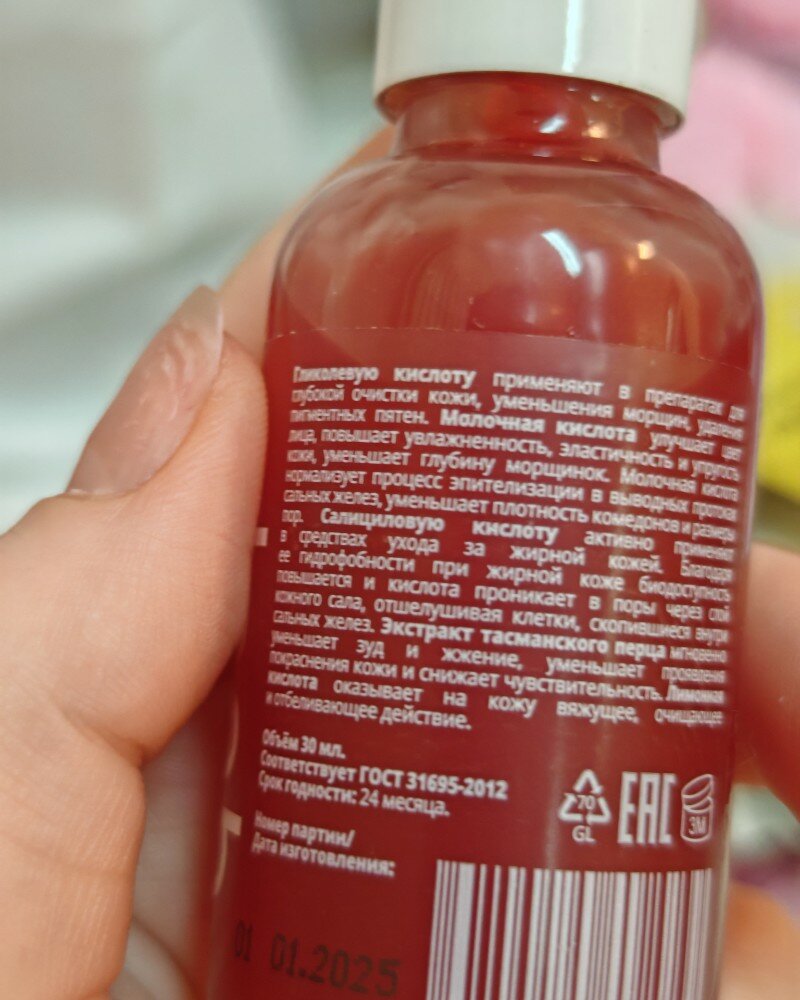 Гликолевую кислоту применяют в препаратах для
глубокой очистки кожи, уменьшения морщин, удаления
пигментных пятен. Молочная кислота улучшает цвет
лица, повышает увлажненность, эластичность и упругость
кожи, уменьшает глубину морщинок. Молочная кислота
нормализует процесс эпителизации в выводных протоках
сальных желез, уменьшает плотность комедонов и размеры
пор. Салициловую кислоту активно применяют
в средствах ухода за жирной кожей. Благодаря
ее гидрофобности при жирной коже биодоступность
повышается и кислота проникает в поры через слой
кожного сала, отшелушивая клетки, скопившиеся внутри
сальных желез. Экстракт тасманского перца мгновенно
уменьшает зуд и жжение, уменьшает проявления
покраснения кожи и снижает чувствительность. Лимонная
кислота оказывает на кожу вяжущее, очищающее
и отбеливающее действие.
Объём 30 мл.
Соответствует ГОСТ 31695-2012
Срок годности: 24 месяца.
70
GL
EAC
3M
Номер партии/
Дата изготовления:
01 01.2025